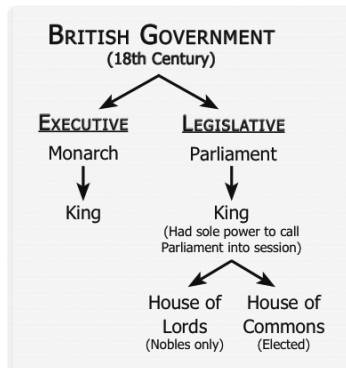 BRITISH GOVERNMENT
(18th Century)
EXECUTIVE
LEGISLATIVE
Monarch
Parliament
King
King
(Had sole power to call
Parliament into session)
House of
Lords
(Nobles only)
House of
Commons
(Elected)